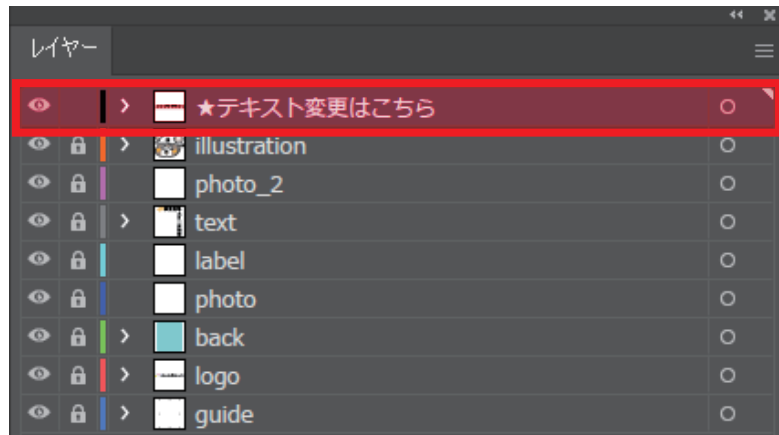 レイヤー
★テキスト変更はこちら
illustration
photo_2
text
label
photo
back
logo
guide